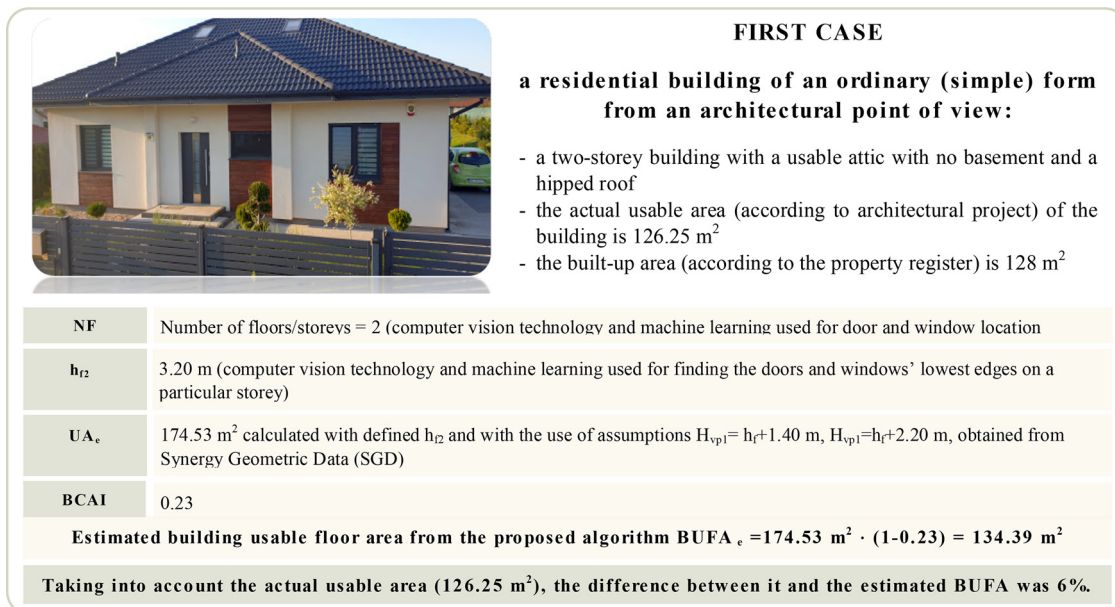 FIRST CASE
a residential building of an ordinary (simple) form
from an architectural point of view:
- a two-storey building with a usable attic with no basement and a
hipped roof
- the actual usable area (according to architectural project) of the
building is 126.25 m²
- the built-up area (according to the property register) is 128 m²
NF
Number of floors/storeys = 2 (computer vision technology and machine learning used for door and window location
h_f2
3.20 m (computer vision technology and machine learning used for finding the doors and windows’ lowest edges on a
particular storey)
UA_e
174.53 m² calculated with defined h_f2 and with the use of assumptions H_vp1= h_f+1.40 m, H_vp1=h_f+2.20 m, obtained from
Synergy Geometric Data (SGD)
BCAI
0.23
Estimated building usable floor area from the proposed algorithm BUFA_e =174.53 m² · (1-0.23) = 134.39 m²
Taking into account the actual usable area (126.25 m²), the difference between it and the estimated BUFA was 6%.